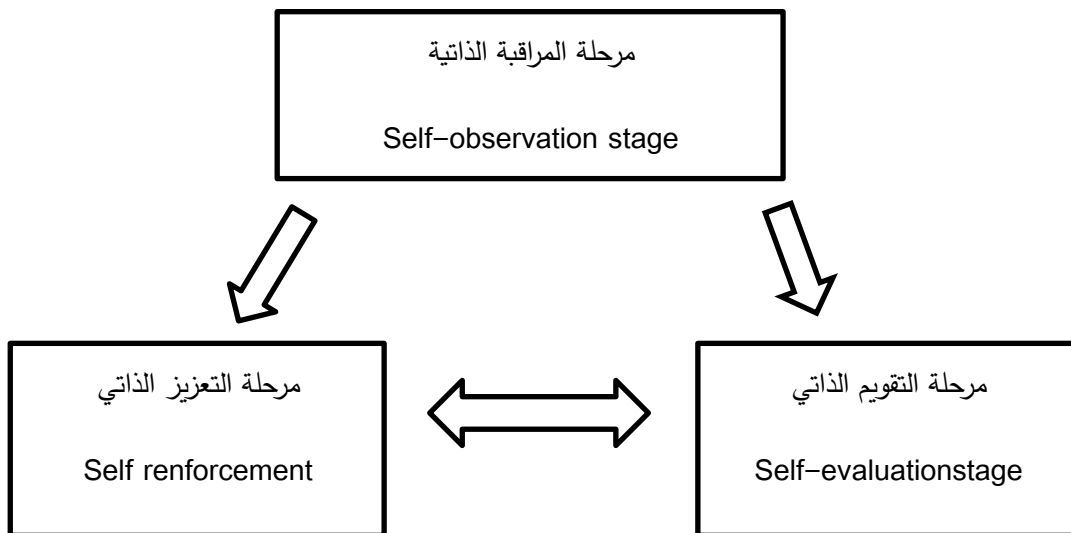 مرحلة المراقبة الذاتية
Self-observation stage
مرحلة التعزيز الذاتي
Self renforcement
مرحلة التقويم الذاتي
Self-evaluationstage